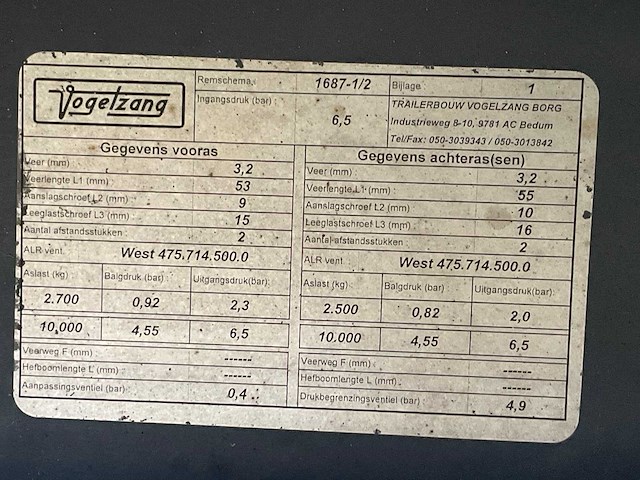 Vogelzang
Remschema: 1687-1/2 Bijlage 1
Ingangsdruk (bar): 6,5
TRAILERBOUW VOGELZANG BORG
Industrieweg 8-10, 9781 AC Bedum
Tel/Fax: 050-3039343 / 050-3013842
Gegevens vooras
Veer (mm) 3,2
Veerlengte L1 (mm) 53
Aanslagschroef L2 (mm) 9
Leeglastschroef L3 (mm) 15
Aantal afstandsstukken 2
ALR vent. West 475.714.500.0
Aslast (kg) Balgdruk (bar) Uitgangsdruk(bar):
2.700 0,92 2,3
10,000 4,55 6,5
Veerweg F (mm) ------
Hefboomlengte L (mm) ------
Aanpassingsventiel (bar) 0,4
Gegevens achteras(sen)
Veer (mm) 3,2
Veerlengte L1 (mm) 55
Aanslagschroef L2 (mm) 10
Leeglastschroef L3 (mm) 16
Aantal afstandsstukken 2
ALR vent. West 475.714.500.0
Aslast (kg) Balgdruk (bar) Uitgangsdruk(bar)
2.500 0,82 2,0
10.000 4,55 6,5
Veerweg F (mm) ------
Hefboomlengte L (mm) ------
Drukbegrenzingsventiel (bar) 4,9